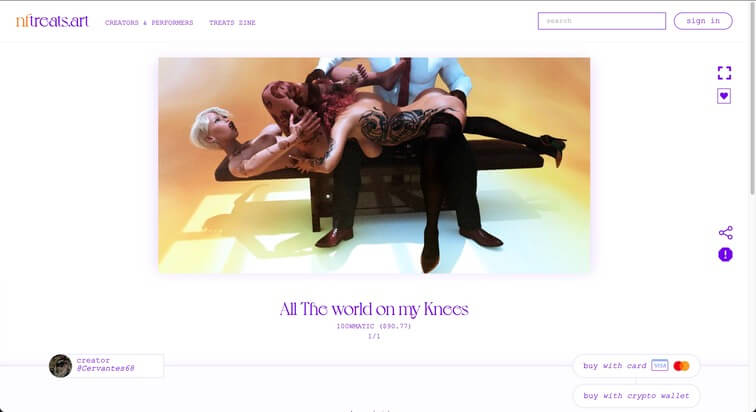 nftreats.art
CREATORS & PERFORMERS
TREATS ZINE
search
sign in
All The world on my Knees
100WMATIC ($90.77)
1/1
creator
@Cervantes68
buy with card VISA
buy with crypto wallet